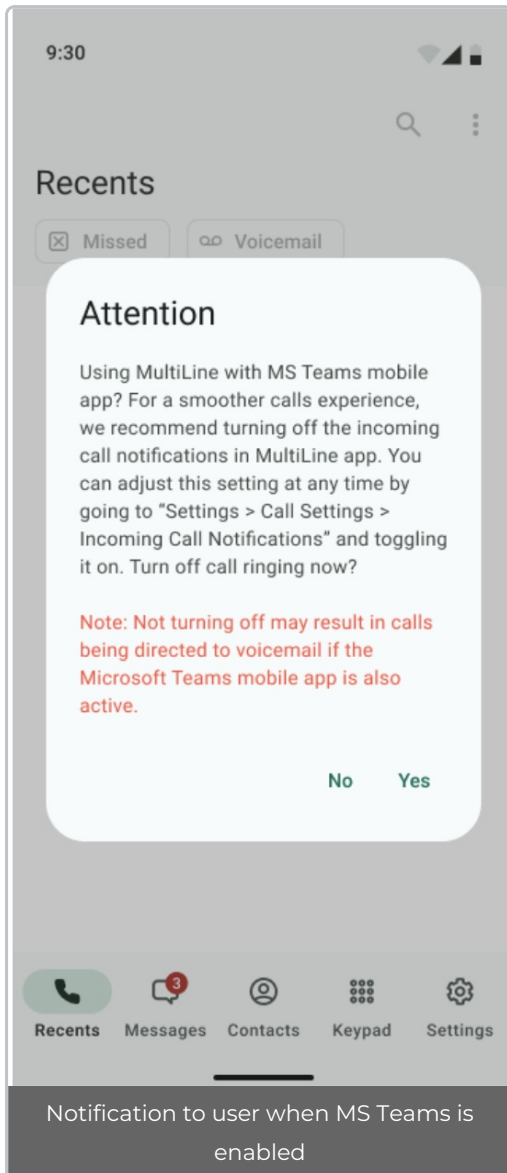 9:30
Recents
Missed Voicemail
Attention
Using MultiLine with MS Teams mobile
app? For a smoother calls experience,
we recommend turning off the incoming
call notifications in MultiLine app. You
can adjust this setting at any time by
going to “Settings > Call Settings >
Incoming Call Notifications” and toggling
it on. Turn off call ringing now?
Note: Not turning off may result in calls
being directed to voicemail if the
Microsoft Teams mobile app is also
active.
No Yes
3
Recents Messages Contacts Keypad Settings
Notification to user when MS Teams is
enabled